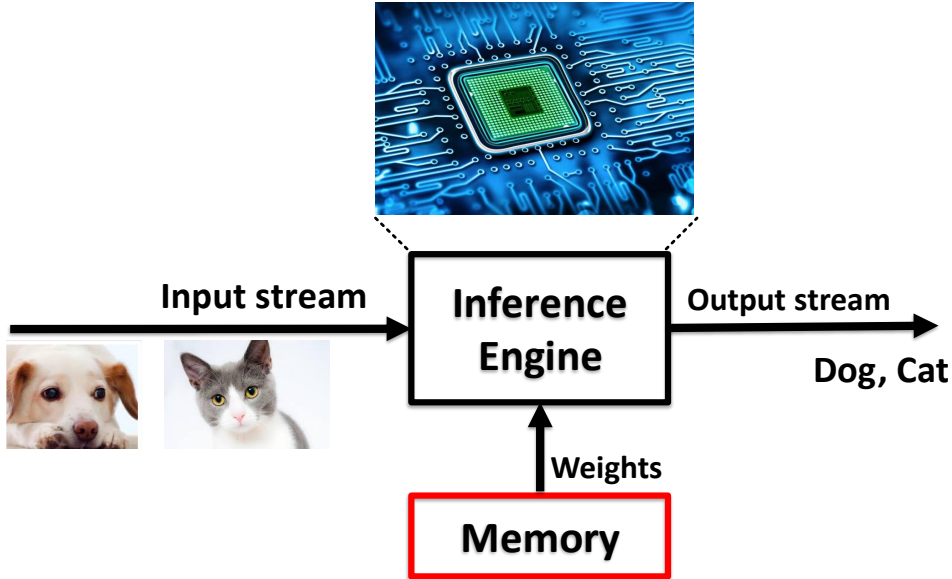 Input stream
Inference
Engine
Output stream
Dog, Cat
Weights
Memory